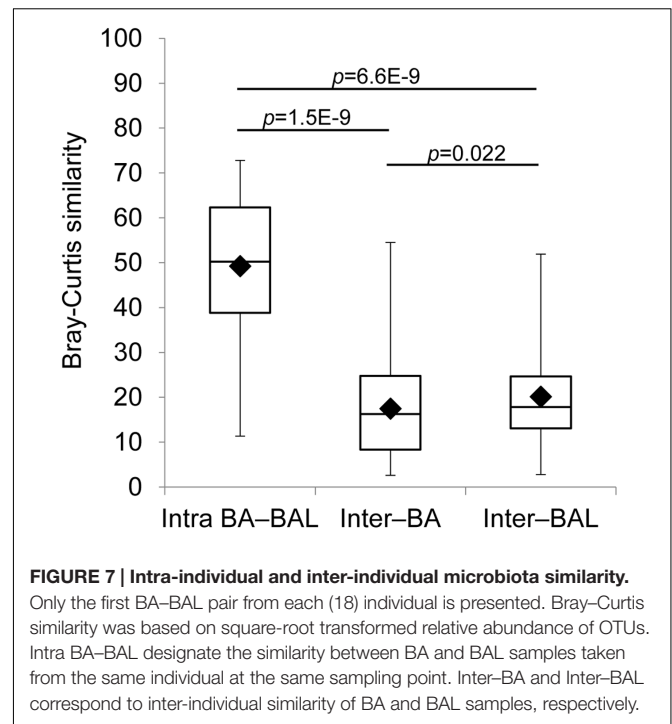 100
90
80
70
60
50
40
30
20
10
0
Bray-Curtis similarity
p=6.6E-9
p=1.5E-9
p=0.022
Intra BA–BAL Inter–BA Inter–BAL
FIGURE 7 | Intra-individual and inter-individual microbiota similarity.
Only the first BA–BAL pair from each (18) individual is presented. Bray–Curtis
similarity was based on square-root transformed relative abundance of OTUs.
Intra BA–BAL designate the similarity between BA and BAL samples taken
from the same individual at the same sampling point. Inter–BA and Inter–BAL
correspond to inter-individual similarity of BA and BAL samples, respectively.